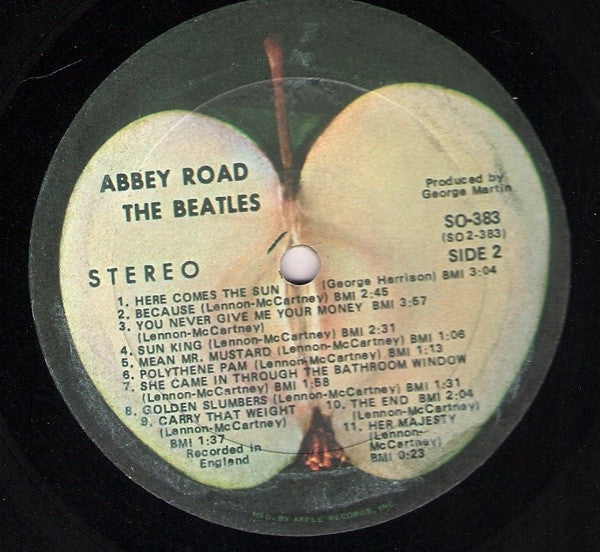 ABBEY ROAD
THE BEATLES
Produced by
George Martin
SO-383
(SO2-383)
SIDE 2
STEREO
1. HERE COMES THE SUN (George Harrison) BMI 3:04
2. BECAUSE (Lennon-McCartney) BMI 2:45
3. YOU NEVER GIVE ME YOUR MONEY BMI 3:57
(Lennon-McCartney)
4. SUN KING (Lennon-McCartney) BMI 2:31
5. MEAN MR. MUSTARD (Lennon-McCartney) BMI 1:06
6. POLYTHENE PAM (Lennon-McCartney) BMI 1:13
7. SHE CAME IN THROUGH THE BATHROOM WINDOW
(Lennon-McCartney) BMI 1:58
8. GOLDEN SLUMBERS (Lennon-McCartney) BMI 1:31
9. CARRY THAT WEIGHT
(Lennon-McCartney)
BMI 1:37
10. THE END BMI 2:04
(Lennon-McCartney)
11. HER MAJESTY
(Lennon-
McCartney)
BMI 0:23
Recorded in
England
MFD. BY APPLE RECORDS, INC.